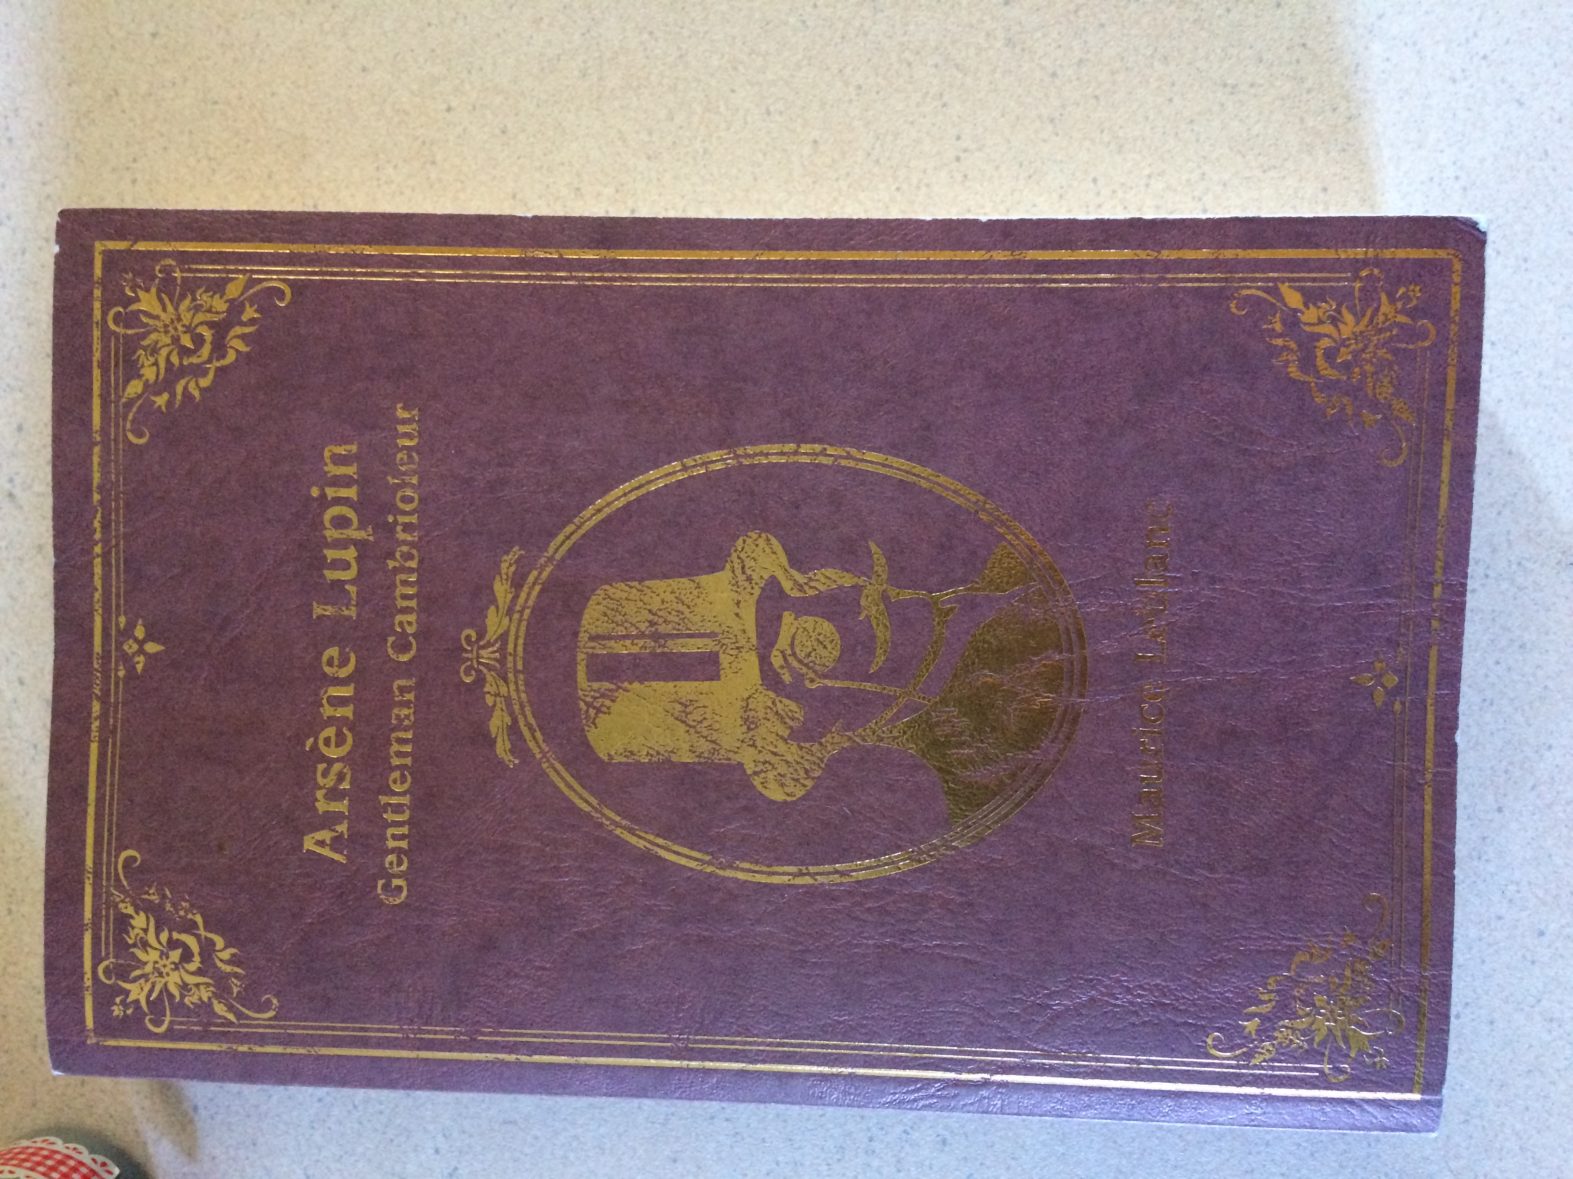 Arsène Lupin
Gentleman Cambrioleur
Maurice Leblanc